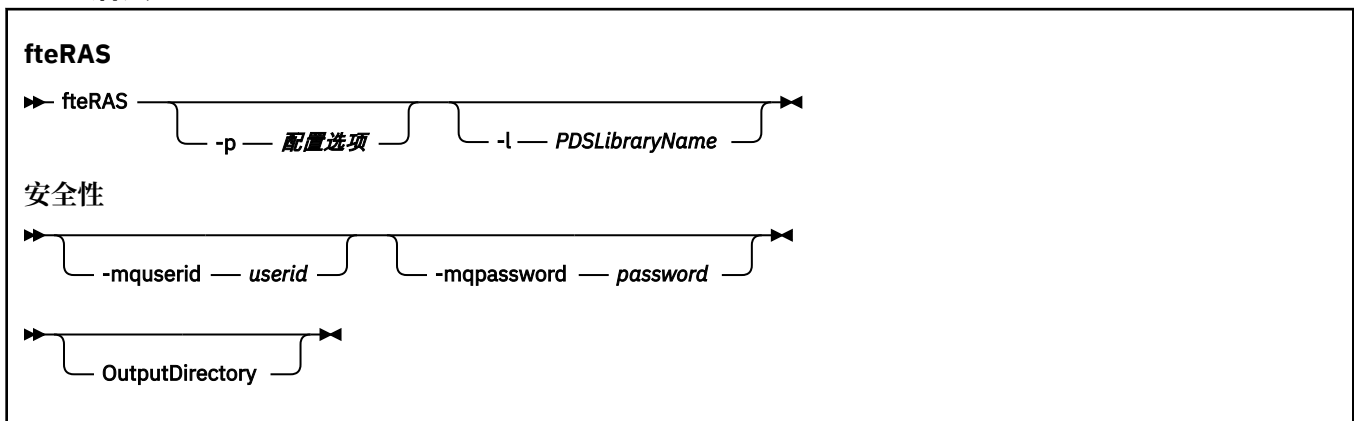 fteRAS
fteRAS
-p 配置选项 -l PDSLibraryName
安全性
-mquserid userid -mqpassword password
OutputDirectory